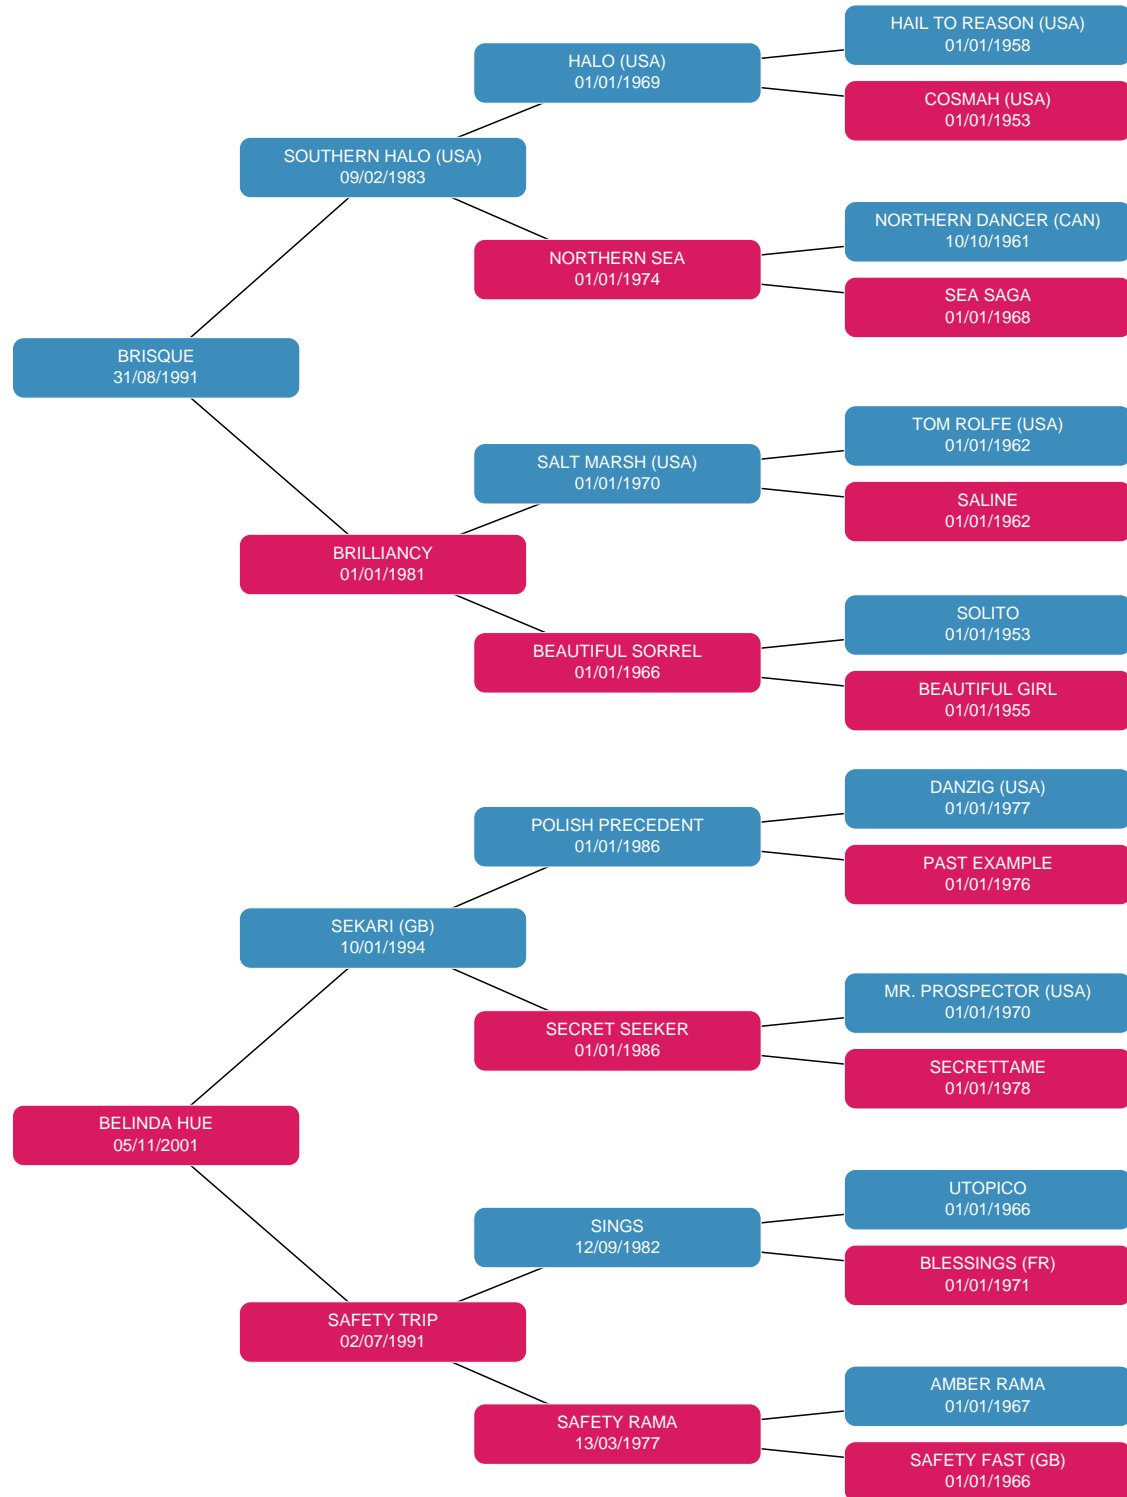 HAIL TO REASON (USA)
01/01/1958
HALO (USA)
01/01/1969
COSMAH (USA)
01/01/1953
SOUTHERN HALO (USA)
09/02/1983
NORTHERN DANCER (CAN)
10/10/1961
NORTHERN SEA
01/01/1974
SEA SAGA
01/01/1968
BRISQUE
31/08/1991
TOM ROLFE (USA)
01/01/1962
SALT MARSH (USA)
01/01/1970
SALINE
01/01/1962
BRILLIANCY
01/01/1981
SOLITO
01/01/1953
BEAUTIFUL SORREL
01/01/1966
BEAUTIFUL GIRL
01/01/1955
DANZIG (USA)
01/01/1977
POLISH PRECEDENT
01/01/1986
PAST EXAMPLE
01/01/1976
SEKARI (GB)
10/01/1994
MR. PROSPECTOR (USA)
01/01/1970
SECRET SEEKER
01/01/1986
SECRETTAME
01/01/1978
BELINDA HUE
05/11/2001
UTOPICO
01/01/1966
SINGS
12/09/1982
BLESSINGS (FR)
01/01/1971
SAFETY TRIP
02/07/1991
AMBER RAMA
01/01/1967
SAFETY RAMA
13/03/1977
SAFETY FAST (GB)
01/01/1966